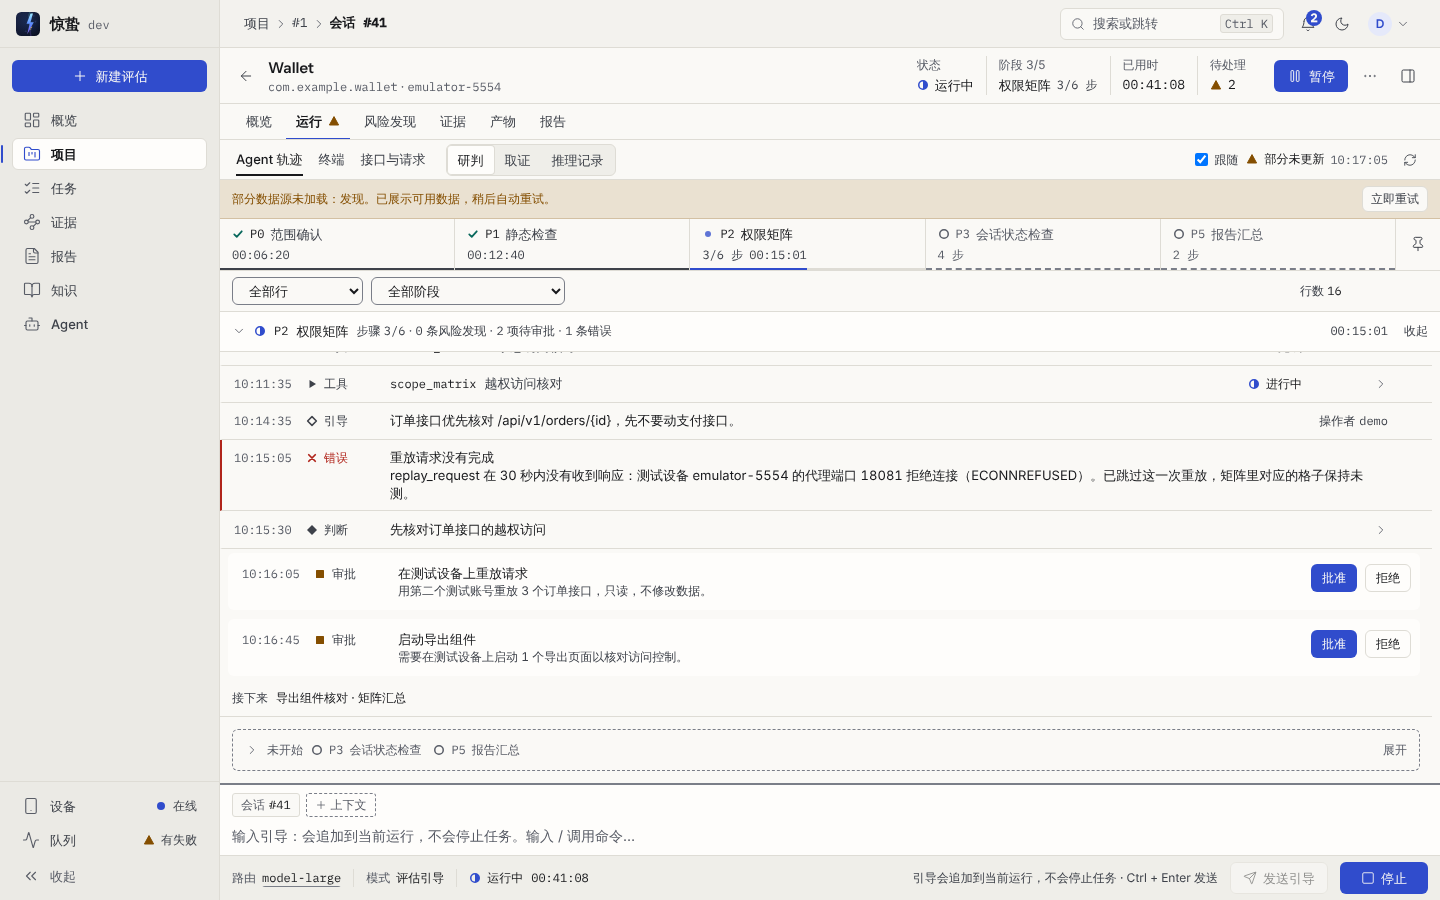 惊蛰 dev
项目 #1 会话 #41
搜索或跳转 Ctrl K
2
D
新建评估
概览
项目
任务
证据
报告
知识
Agent
设备 在线
队列 有失败
收起
Wallet
com.example.wallet · emulator-5554
状态
运行中
阶段 3/5
权限矩阵 3/6 步
已用时
00:41:08
待处理
2
暂停
概览 运行 风险发现 证据 产物 报告
Agent 轨迹 终端 接口与请求 研判 取证 推理记录
跟随 部分未更新 10:17:05
部分数据源未加载：发现。已展示可用数据，稍后自动重试。 立即重试
P0 范围确认
00:06:20
P1 静态检查
00:12:40
P2 权限矩阵
3/6 步 00:15:01
P3 会话状态检查
4 步
P5 报告汇总
2 步
全部行 全部阶段 行数 16
P2 权限矩阵 步骤 3/6 · 0 条风险发现 · 2 项待审批 · 1 条错误 00:15:01 收起
10:11:35 工具 scope_matrix 越权访问核对 进行中
10:14:35 引导 订单接口优先核对 /api/v1/orders/{id}，先不要动支付接口。 操作者 demo
10:15:05 错误 重放请求没有完成
replay_request 在 30 秒内没有收到响应：测试设备 emulator-5554 的代理端口 18081 拒绝连接（ECONNREFUSED）。已跳过这一次重放，矩阵里对应的格子保持未
测。
10:15:30 判断 先核对订单接口的越权访问
10:16:05 审批 在测试设备上重放请求
用第二个测试账号重放 3 个订单接口，只读，不修改数据。
批准 拒绝
10:16:45 审批 启动导出组件
需要在测试设备上启动 1 个导出页面以核对访问控制。
批准 拒绝
接下来 导出组件核对 · 矩阵汇总
未开始 P3 会话状态检查 P5 报告汇总 展开
会话 #41 + 上下文
输入引导：会追加到当前运行，不会停止任务。输入 / 调用命令...
路由 model-large 模式 评估引导 运行中 00:41:08
引导会追加到当前运行，不会停止任务 · Ctrl + Enter 发送 发送引导 停止